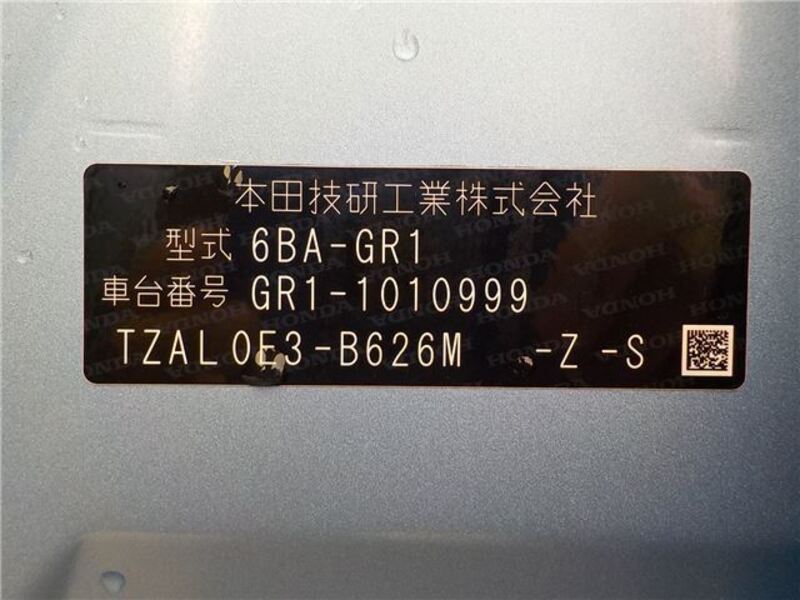 本田技研工業株式会社
型式 6BA-GR1
車台番号 GR1-1010999
TZAL 0F3-B626M -Z -S